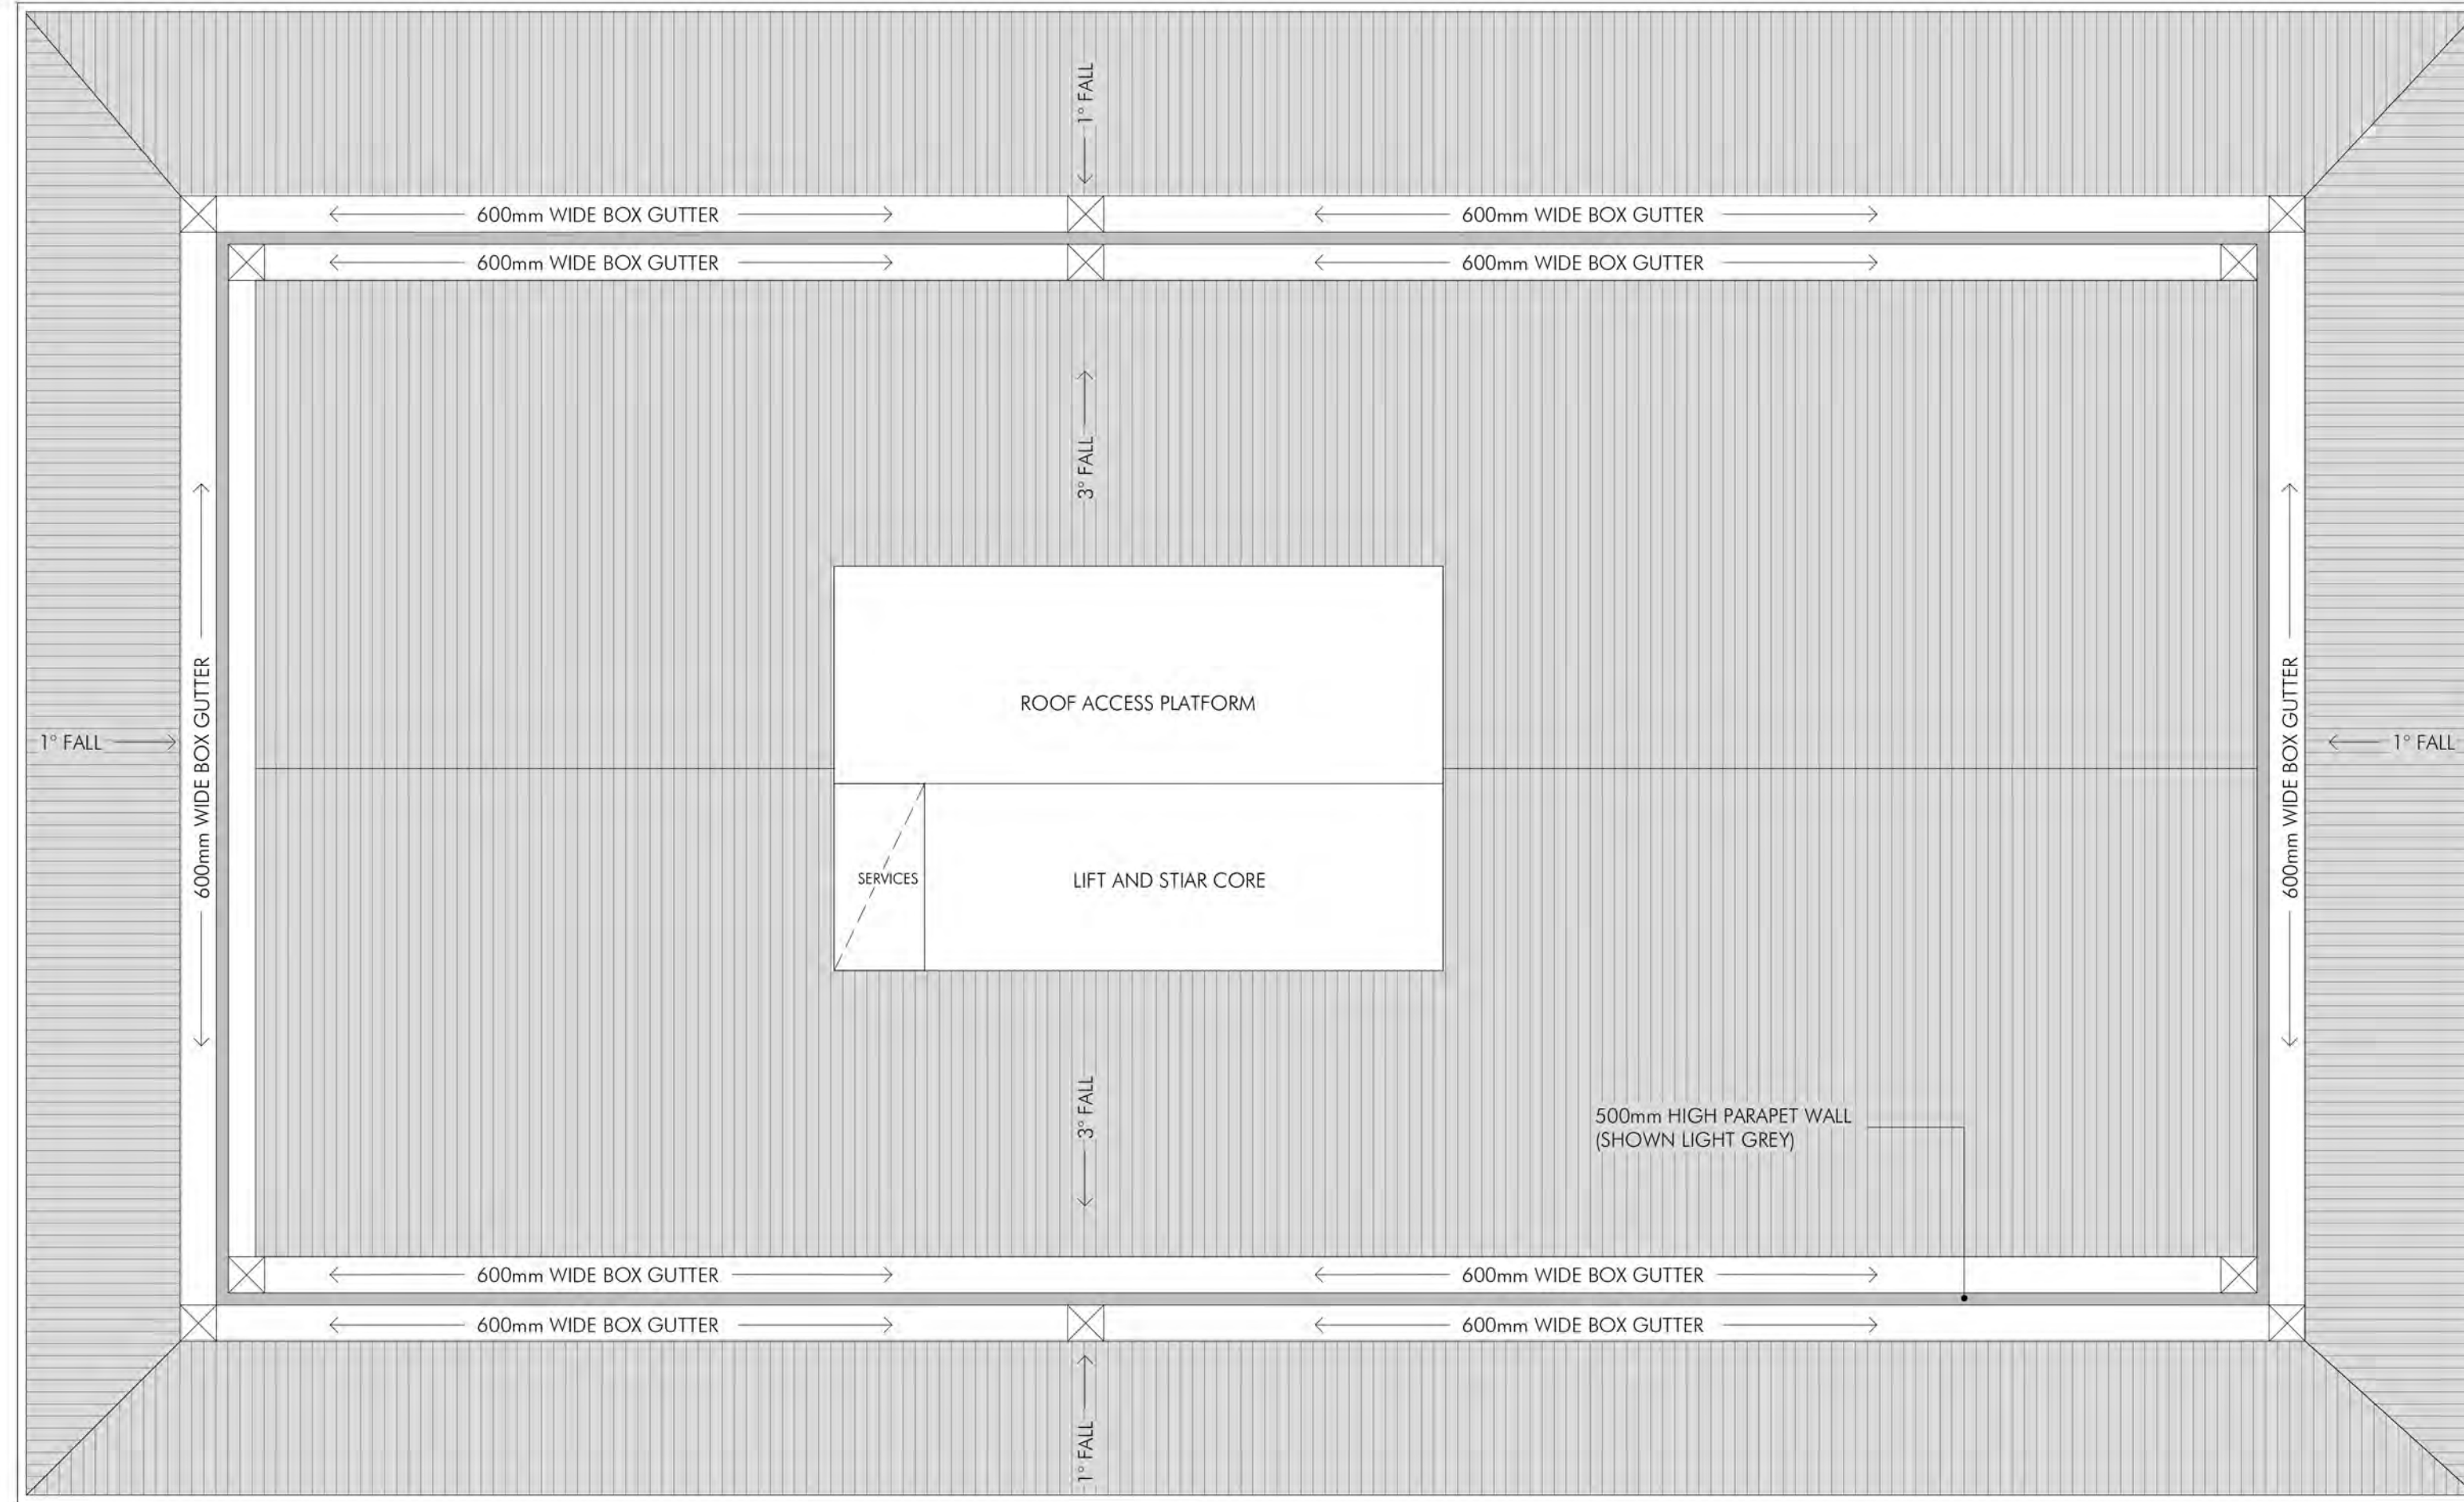 1° FALL
600mm WIDE BOX GUTTER
600mm WIDE BOX GUTTER
600mm WIDE BOX GUTTER
600mm WIDE BOX GUTTER
3° FALL
ROOF ACCESS PLATFORM
1° FALL
600mm WIDE BOX GUTTER
600mm WIDE BOX GUTTER
1° FALL
SERVICES
LIFT AND STIAR CORE
3° FALL
500mm HIGH PARAPET WALL
(SHOWN LIGHT GREY)
600mm WIDE BOX GUTTER
600mm WIDE BOX GUTTER
600mm WIDE BOX GUTTER
600mm WIDE BOX GUTTER
1° FALL